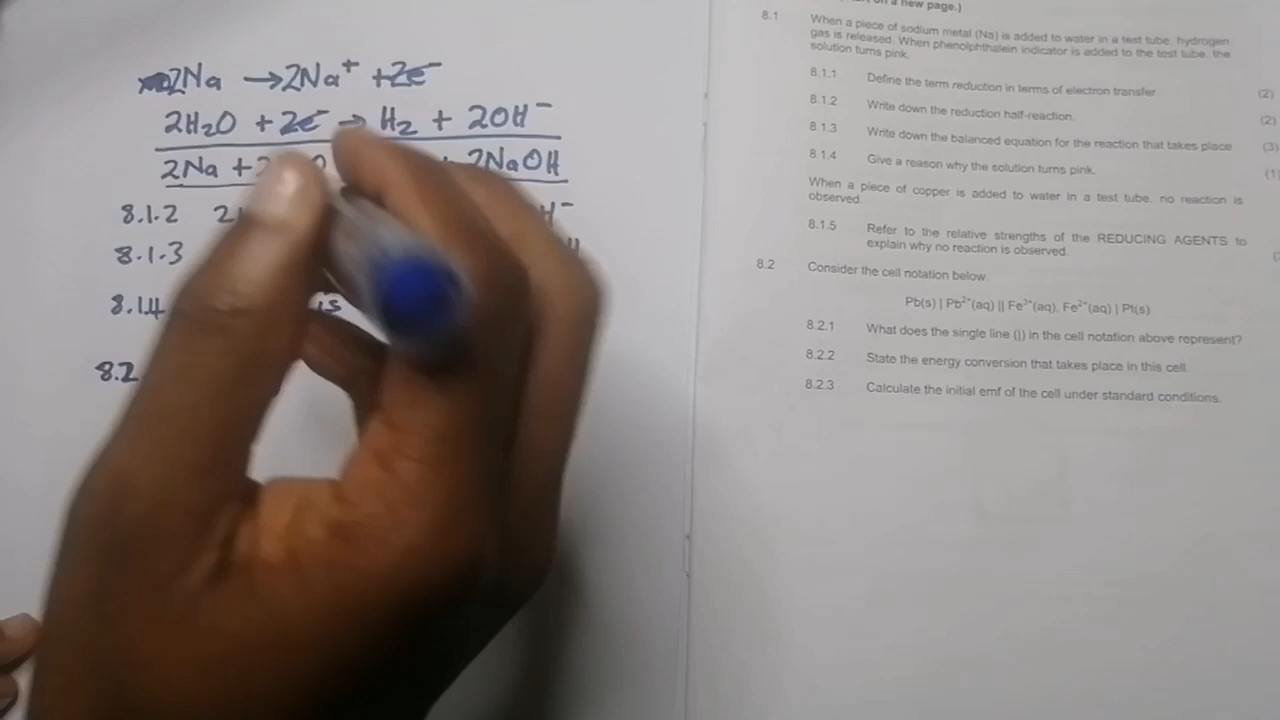 2Na → 2Na⁺ + 2e⁻
2H₂O + 2e⁻ → H₂ + 2OH⁻
2Na + 2NaOH
8.1.2
8.1.3
8.1.4 is
8.2
a new page.)
8.1 When a piece of sodium metal (Na) is added to water in a test tube, hydrogen
gas is released. When phenolphthalein indicator is added to the test tube, the
solution turns pink.
8.1.1 Define the term reduction in terms of electron transfer (2)
8.1.2 Write down the reduction half-reaction. (2)
8.1.3 Write down the balanced equation for the reaction that takes place (3)
8.1.4 Give a reason why the solution turns pink. (1)
When a piece of copper is added to water in a test tube, no reaction is
observed.
8.1.5 Refer to the relative strengths of the REDUCING AGENTS to
explain why no reaction is observed.
8.2 Consider the cell notation below.
Pb(s) | Pb²⁺(aq) || Fe³⁺(aq), Fe²⁺(aq) | Pt(s)
8.2.1 What does the single line (|) in the cell notation above represent?
8.2.2 State the energy conversion that takes place in this cell.
8.2.3 Calculate the initial emf of the cell under standard conditions.